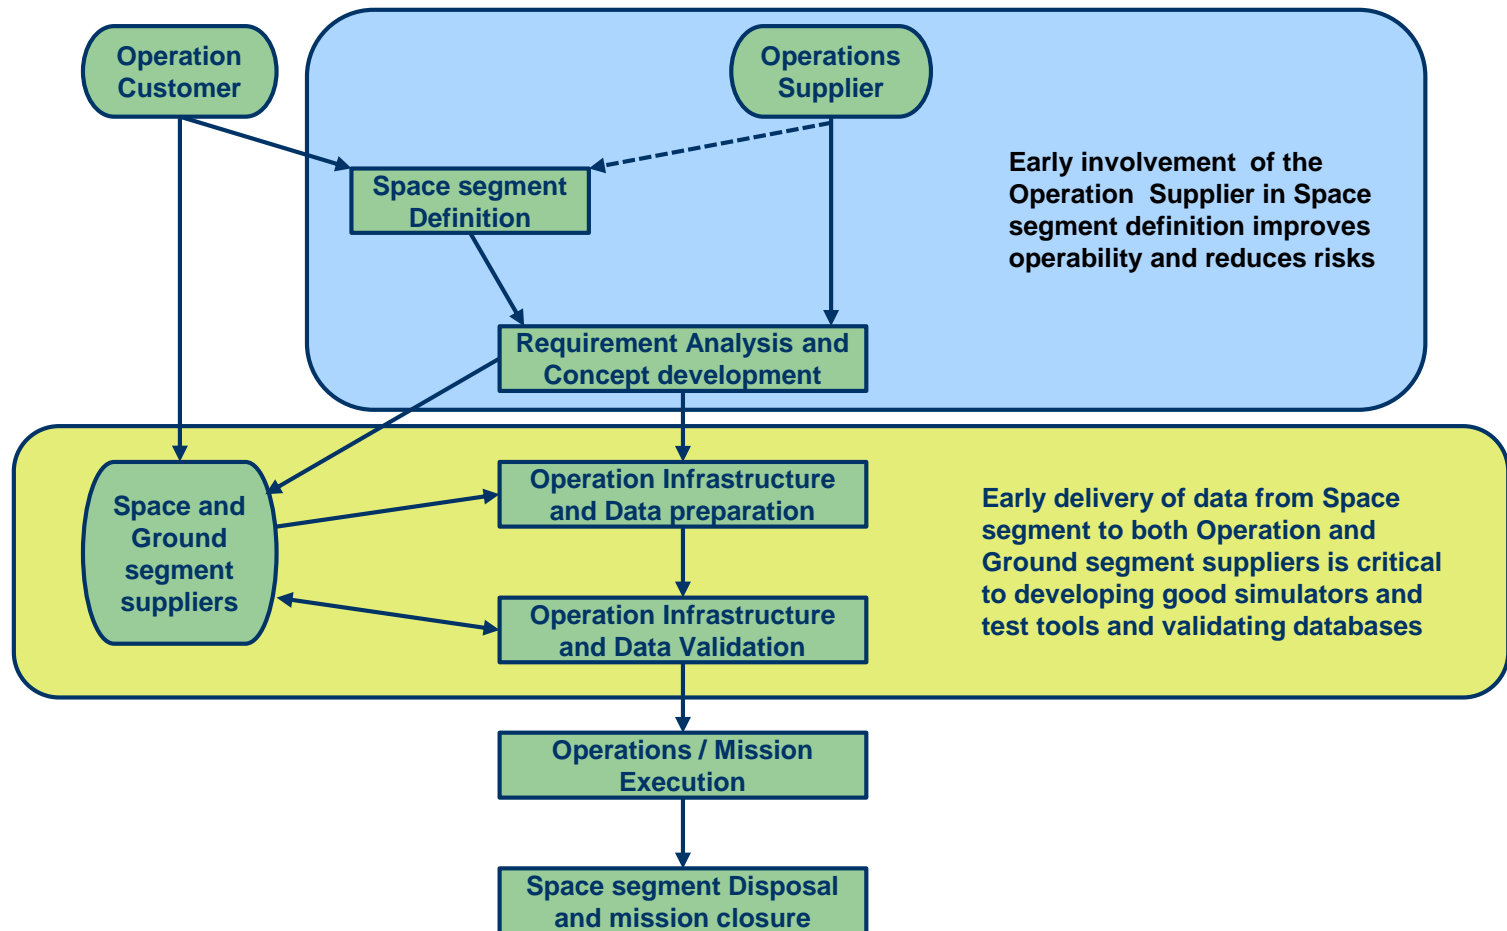 Operation
Customer
Operations
Supplier
Early involvement  of the
Operation  Supplier in Space
segment definition improves
operability and reduces risks
Space segment
Definition
Requirement Analysis and
Concept development
Space and
Ground
segment
suppliers
Operation Infrastructure
and Data preparation
Early delivery of data from Space
segment to both Operation and
Ground segment suppliers is critical
to developing good simulators and
test tools and validating databases
Operation Infrastructure
and Data Validation
Operations / Mission
Execution
Space segment Disposal
and mission closure